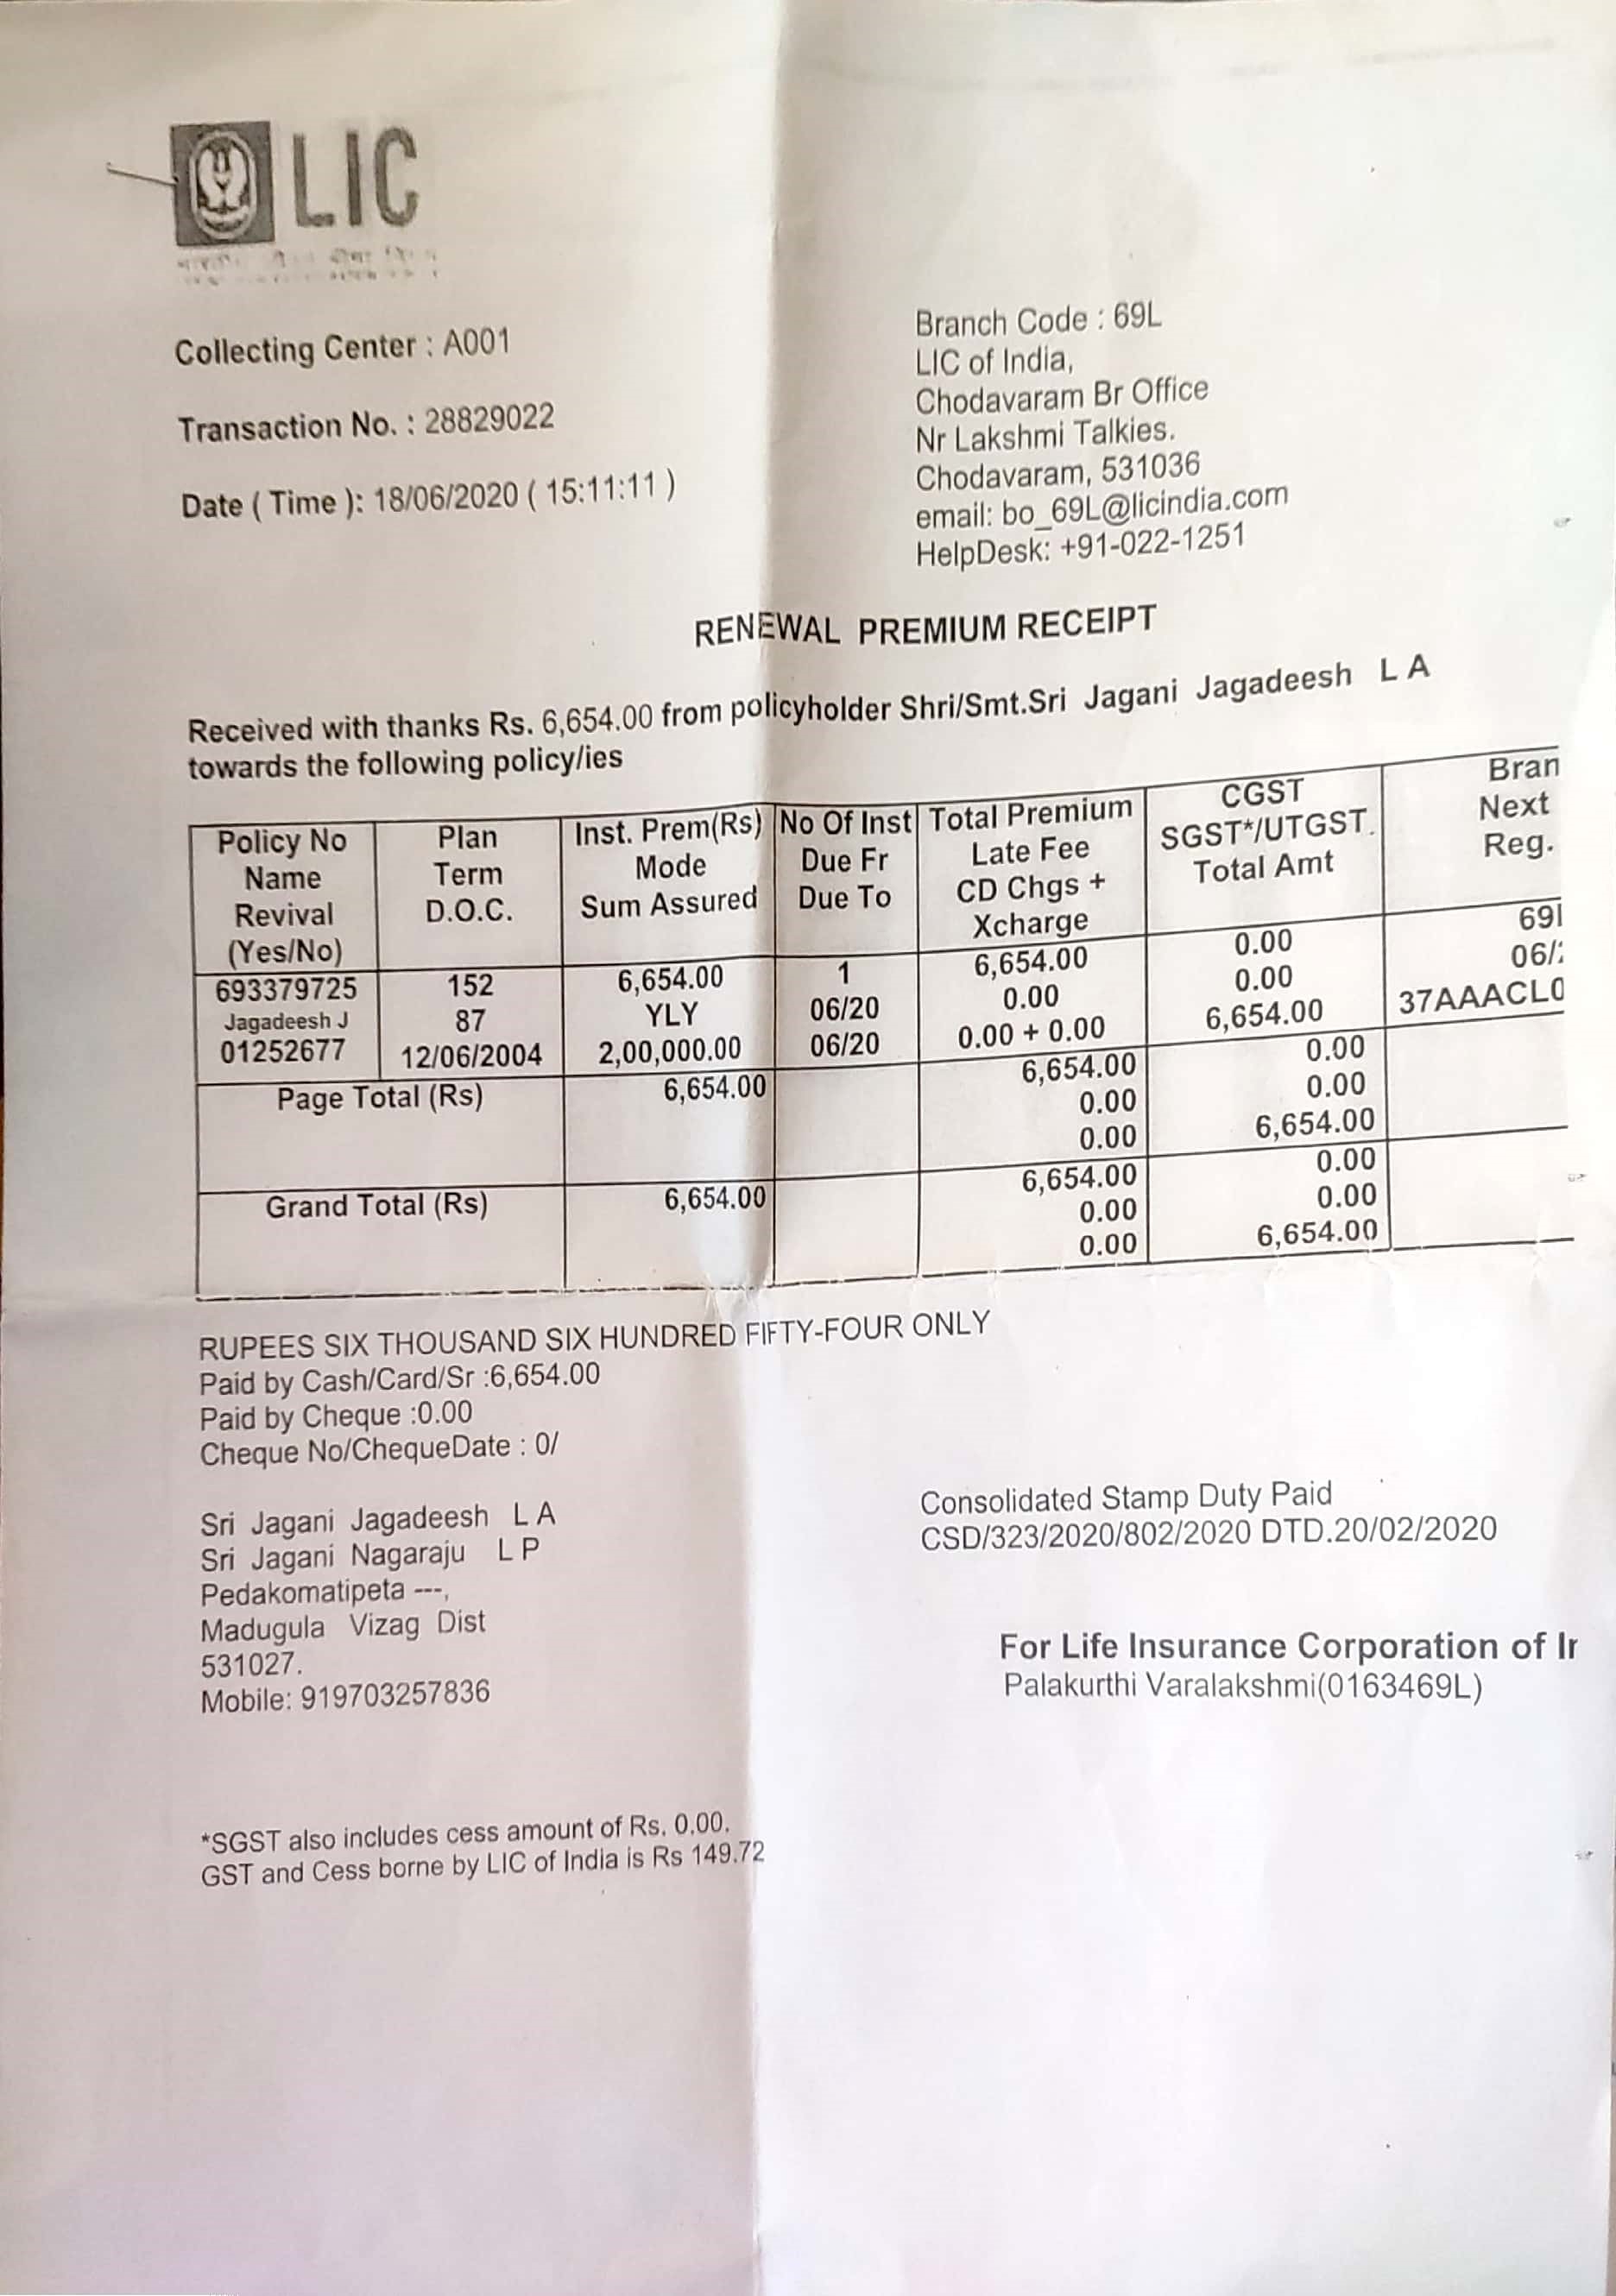 LIC
Collecting Center : A001
Transaction No. : 28829022
Date ( Time ): 18/06/2020 ( 15:11:11 )
Branch Code : 69L
LIC of India,
Chodavaram Br Office
Nr Lakshmi Talkies.
Chodavaram, 531036
email: bo_69L@licindia.com
HelpDesk: +91-022-1251
RENEWAL PREMIUM RECEIPT
Received with thanks Rs. 6,654.00 from policyholder Shri/Smt.Sri Jagani Jagadeesh L A
towards the following policy/ies
Policy No
Name
Revival
(Yes/No)
Plan
Term
D.O.C.
Inst. Prem(Rs)
Mode
Sum Assured
No Of Inst
Due Fr
Due To
Total Premium
Late Fee
CD Chgs +
Xcharge
CGST
SGST*/UTGST.
Total Amt
Bran
Next
Reg.
693379725
Jagadeesh J
01252677
152
87
12/06/2004
6,654.00
YLY
2,00,000.00
1
06/20
06/20
6,654.00
0.00
0.00 + 0.00
0.00
0.00
6,654.00
69
06/
37AAACL
Page Total (Rs)
6,654.00
6,654.00
0.00
0.00
0.00
0.00
6,654.00
Grand Total (Rs)
6,654.00
6,654.00
0.00
0.00
0.00
0.00
6,654.00
RUPEES SIX THOUSAND SIX HUNDRED FIFTY-FOUR ONLY
Paid by Cash/Card/Sr :6,654.00
Paid by Cheque :0.00
Cheque No/ChequeDate : 0/
Sri Jagani Jagadeesh L A
Sri Jagani Nagaraju L P
Pedakomatipeta ---,
Madugula Vizag Dist
531027.
Mobile: 919703257836
Consolidated Stamp Duty Paid
CSD/323/2020/802/2020 DTD.20/02/2020
For Life Insurance Corporation of
Palakurthi Varalakshmi(0163469L)
*SGST also includes cess amount of Rs. 0.00.
GST and Cess borne by LIC of India is Rs 149.72